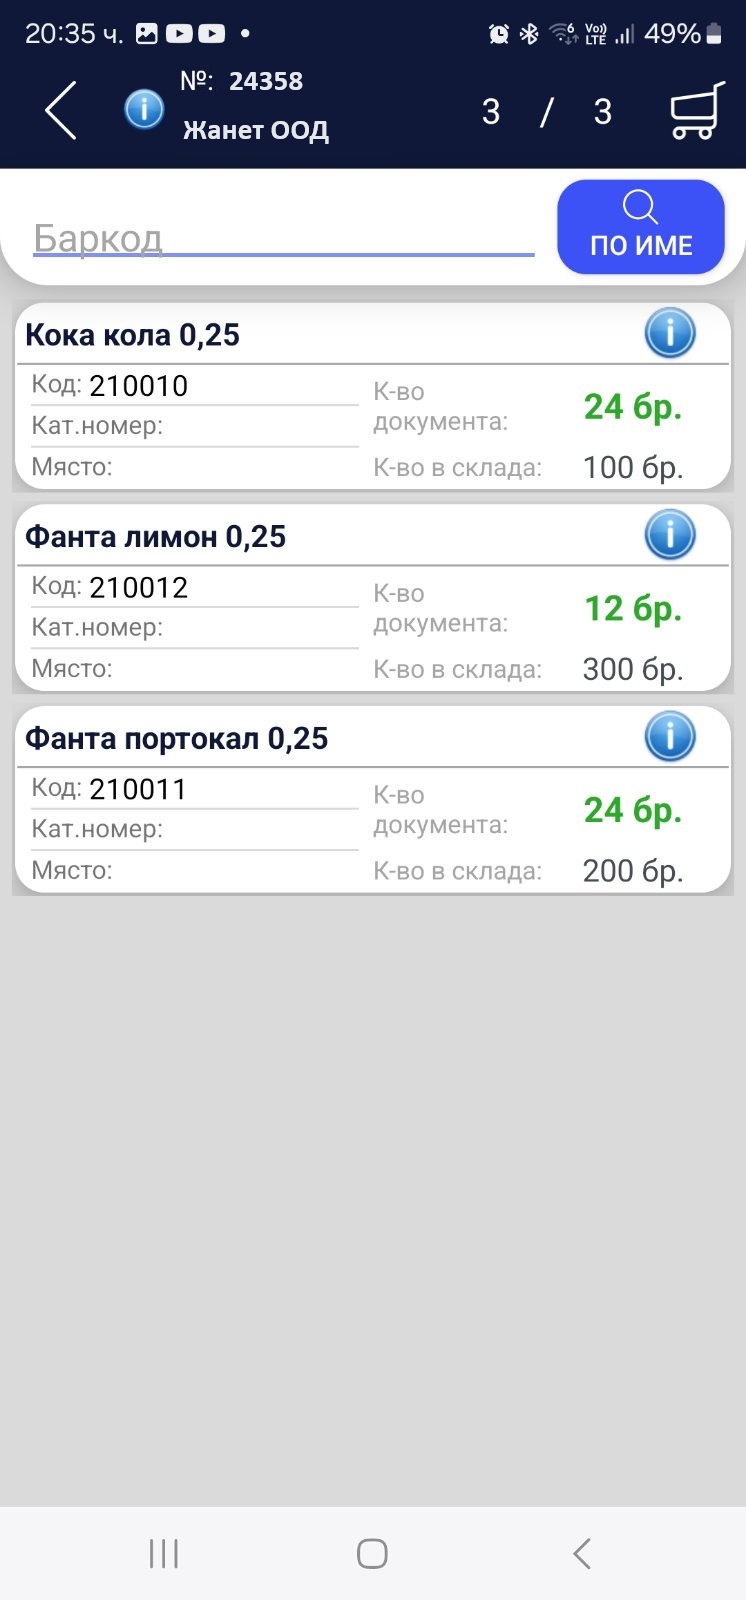 20:35 ч. 49%
№: 24358
Жанет ООД
3 / 3
Баркод
ПО ИМЕ
Кока кола 0,25
Код: 210010
Кат.номер:
Място:
К-во
документа:
24 бр.
К-во в склада: 100 бр.
Фанта лимон 0,25
Код: 210012
Кат.номер:
Място:
К-во
документа:
12 бр.
К-во в склада: 300 бр.
Фанта портокал 0,25
Код: 210011
Кат.номер:
Място:
К-во
документа:
24 бр.
К-во в склада: 200 бр.